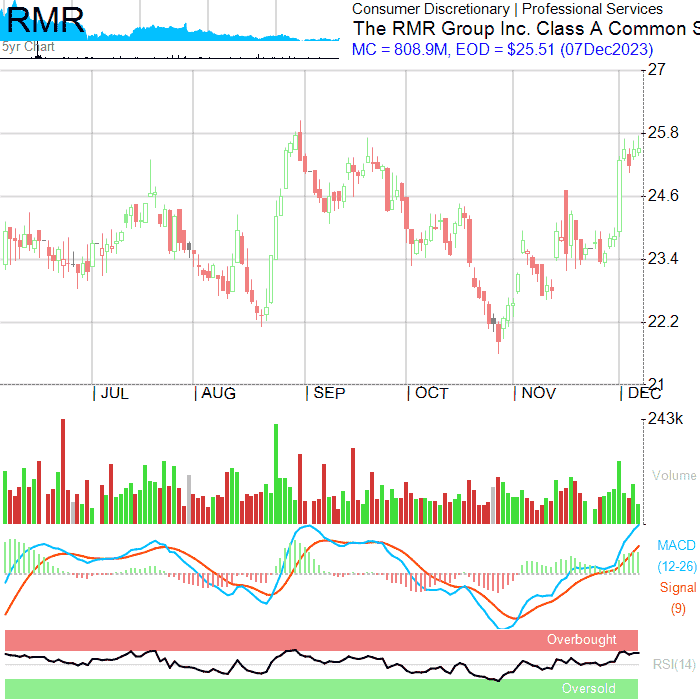 RMR
5yr Chart
Consumer Discretionary | Professional Services
The RMR Group Inc. Class A Common S
MC = 808.9M, EOD = $25.51 (07Dec2023)
27
25.8
24.6
23.4
22.2
21
JUL AUG SEP OCT NOV DEC
243k
Volume
MACD
(12-26)
Signal
(9)
Overbought
RSI(14)
Oversold